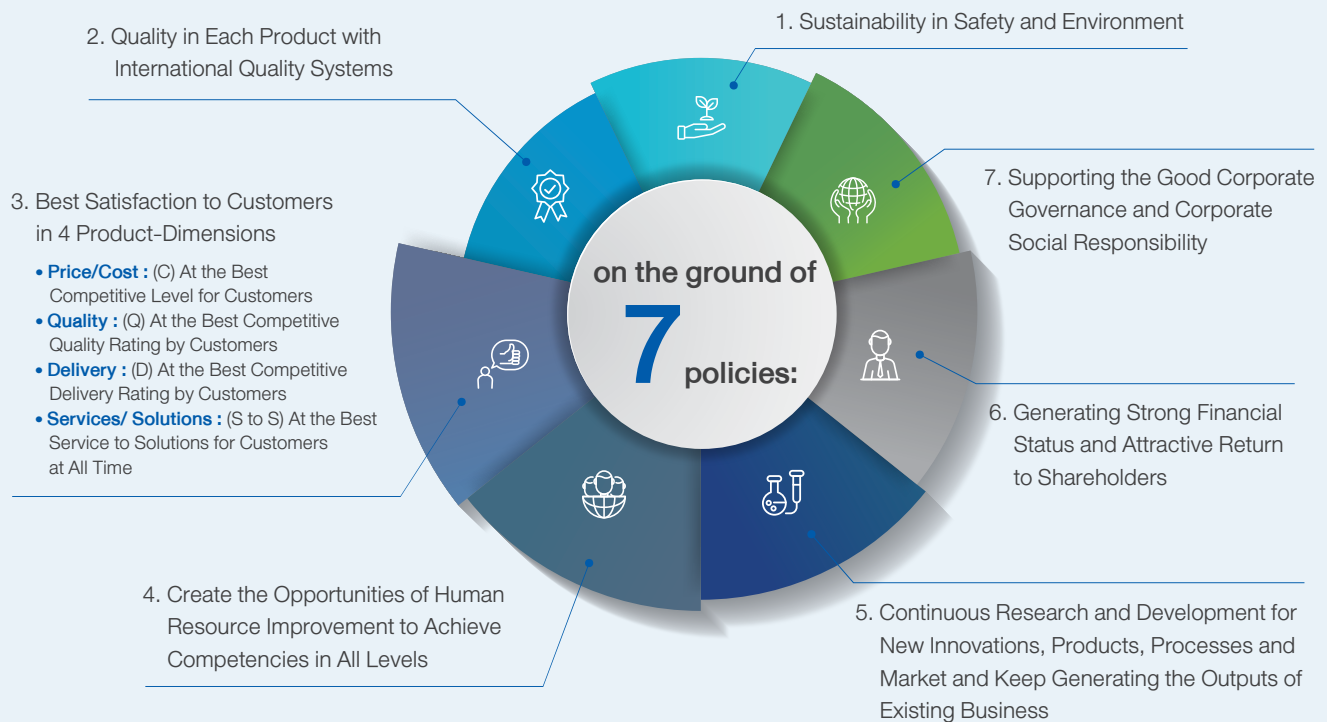 1. Sustainability in Safety and Environment
2. Quality in Each Product with
International Quality Systems
3. Best Satisfaction to Customers
in 4 Product-Dimensions
• Price/Cost : (C) At the Best
Competitive Level for Customers
• Quality : (Q) At the Best Competitive
Quality Rating by Customers
• Delivery : (D) At the Best Competitive
Delivery Rating by Customers
• Services/ Solutions : (S to S) At the Best
Service to Solutions for Customers
at All Time
4. Create the Opportunities of Human
Resource Improvement to Achieve
Competencies in All Levels
5. Continuous Research and Development for
New Innovations, Products, Processes and
Market and Keep Generating the Outputs of
Existing Business
6. Generating Strong Financial
Status and Attractive Return
to Shareholders
7. Supporting the Good Corporate
Governance and Corporate
Social Responsibility
on the ground of
7 policies: